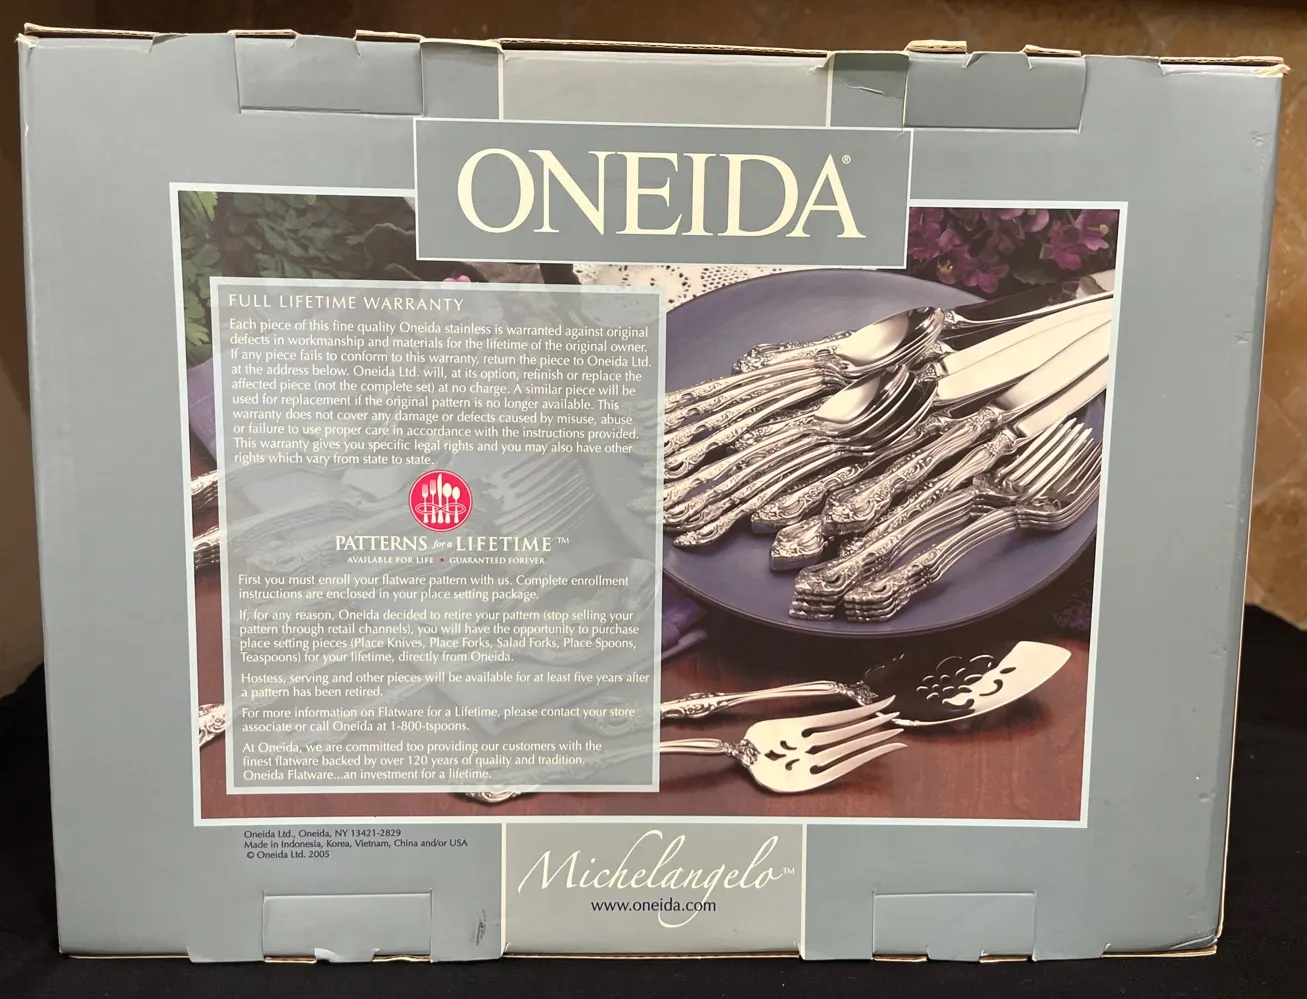 ONEIDA®
FULL LIFETIME WARRANTY
Each piece of this fine quality Oneida stainless is warranted against original
defects in workmanship and materials for the lifetime of the original owner.
If any piece fails to conform to this warranty, return the piece to Oneida Ltd.
at the address below. Oneida Ltd. will, at its option, refinish or replace the
affected piece (not the complete set) at no charge. A similar piece will be
used for replacement if the original pattern is no longer available. This
warranty does not cover any damage or defects caused by misuse, abuse
or failure to use proper care in accordance with the instructions provided.
This warranty gives you specific legal rights and you may also have other
rights which vary from state to state.
PATTERNS for a LIFETIME™
AVAILABLE FOR LIFE • GUARANTEED FOREVER
First you must enroll your flatware pattern with us. Complete enrollment
instructions are enclosed in your place setting package.
If, for any reason, Oneida decided to retire your pattern (stop selling your
pattern through retail channels), you will have the opportunity to purchase
place setting pieces (Place Knives, Place Forks, Salad Forks, Place Spoons,
Teaspoons) for your lifetime, directly from Oneida.
Hostess, serving and other pieces will be available for at least five years after
a pattern has been retired.
For more information on Flatware for a Lifetime, please contact your store
associate or call Oneida at 1-800-tspoons.
At Oneida, we are committed too providing our customers with the
finest flatware backed by over 120 years of quality and tradition.
Oneida Flatware...an investment for a lifetime.
Oneida Ltd., Oneida, NY 13421-2829
Made in Indonesia, Korea, Vietnam, China and/or USA
© Oneida Ltd. 2005
Michelangelo™
www.oneida.com